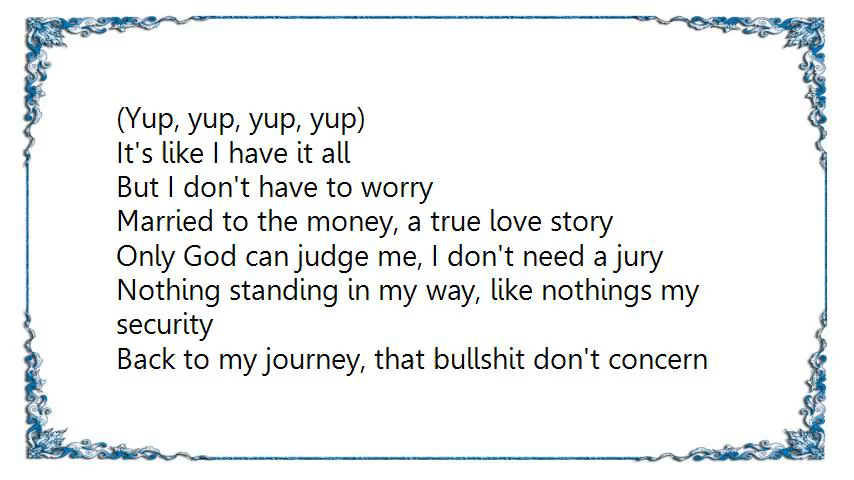 (Yup, yup, yup, yup)
It's like I have it all
But I don't have to worry
Married to the money, a true love story
Only God can judge me, I don't need a jury
Nothing standing in my way, like nothings my
security
Back to my journey, that bullshit don't concern